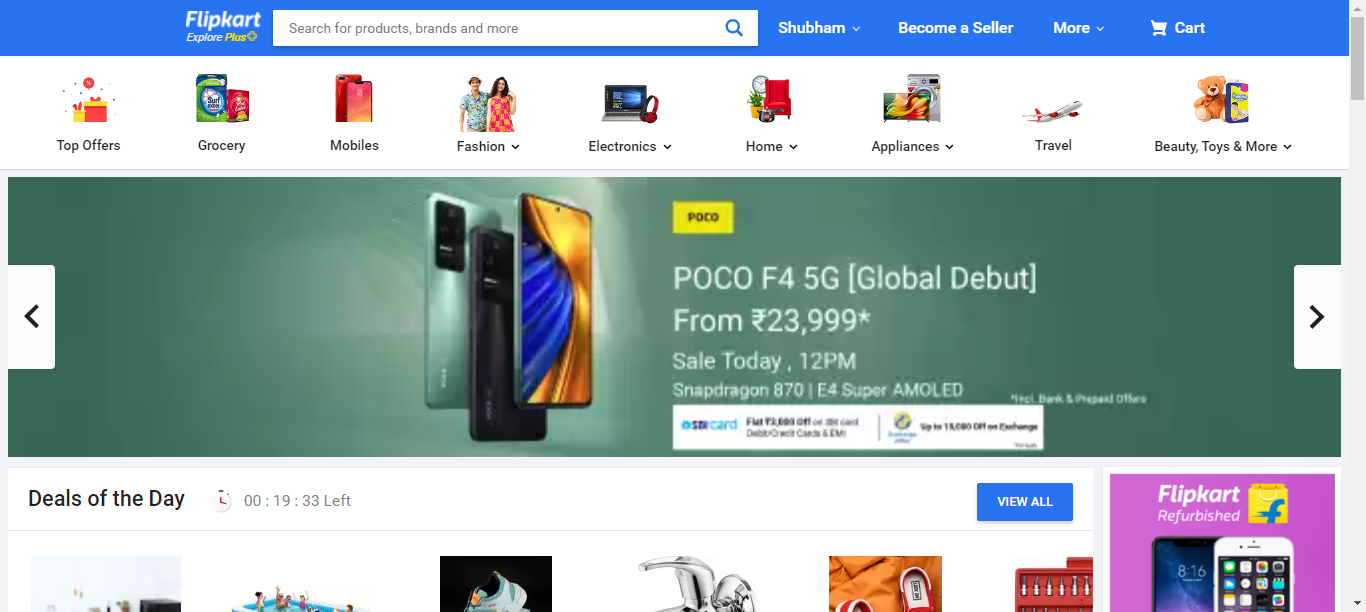 Flipkart
Explore Plus
Search for products, brands and more
Shubham
Become a Seller
More
Cart
Top Offers
Grocery
Mobiles
Fashion
Electronics
Home
Appliances
Travel
Beauty, Toys & More
POCO
POCO F4 5G [Global Debut]
From ₹23,999*
Sale Today , 12PM
Snapdragon 870 | E4 Super AMOLED
*Incl. Bank & Prepaid Offers
SBI card
Flat ₹3,000 Off on SBI card
Debit/Credit Cards & EMI
Up to 15,000 Off on Exchange
Deals of the Day
00 : 19 : 33 Left
VIEW ALL
Flipkart
Refurbished
8:16